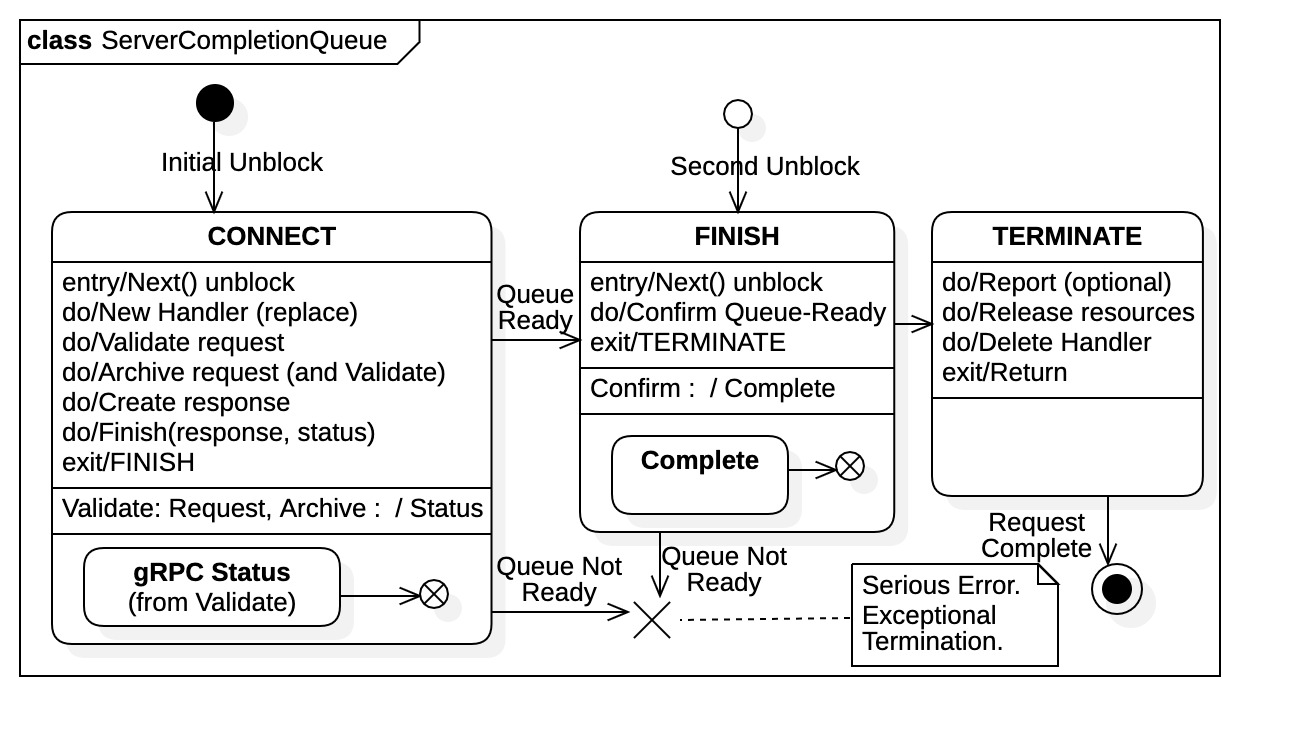 class ServerCompletionQueue
Initial Unblock
Second Unblock
CONNECT
entry/Next() unblock
do/New Handler (replace)
do/Validate request
do/Archive request (and Validate)
do/Create response
do/Finish(response, status)
exit/FINISH
Validate: Request, Archive :  / Status
gRPC Status
(from Validate)
Queue
Ready
Queue Not
Ready
FINISH
entry/Next() unblock
do/Confirm Queue-Ready
exit/TERMINATE
Confirm :  / Complete
Complete
Queue Not
Ready
TERMINATE
do/Report (optional)
do/Release resources
do/Delete Handler
exit/Return
Request
Complete
Serious Error.
Exceptional
Termination.